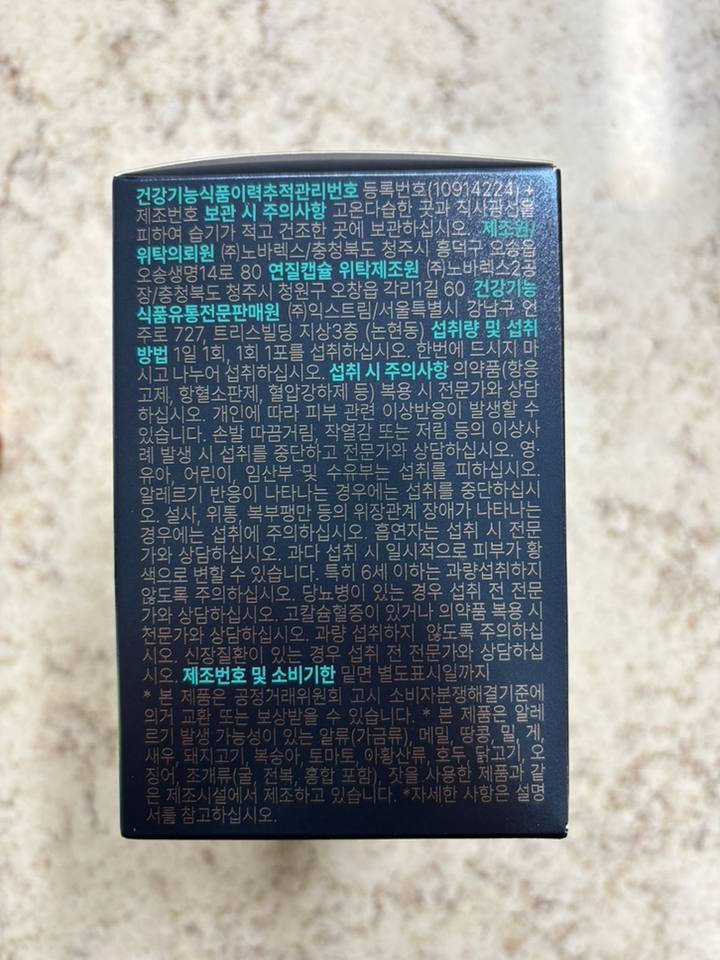 건강기능식품이력추적관리번호 등록번호(10914224) +
제조번호 보관 시 주의사항 고온다습한 곳과 직사광선을
피하여 습기가 적고 건조한 곳에 보관하십시오. 제조원/
위탁의뢰원 ㈜노바렉스/충청북도 청주시 흥덕구 오송읍
오송생명14로 80 연질캡슐 위탁제조원 ㈜노바렉스2공
장/충청북도 청주시 청원구 오창읍 각리1길 60 건강기능
식품유통전문판매원 ㈜익스트림/서울특별시 강남구 언
주로 727, 트리스빌딩 지상3층 (논현동) 섭취량 및 섭취
방법 1일 1회, 1회 1포를 섭취하십시오. 한번에 드시지 마
시고 나누어 섭취하십시오. 섭취 시 주의사항 의약품(항응
고제, 항혈소판제, 혈압강하제 등) 복용 시 전문가와 상담
하십시오. 개인에 따라 피부 관련 이상반응이 발생할 수
있습니다. 손발 따끔거림, 작열감 또는 저림 등의 이상사
례 발생 시 섭취를 중단하고 전문가와 상담하십시오. 영·
유아, 어린이, 임산부 및 수유부는 섭취를 피하십시오.
알레르기 반응이 나타나는 경우에는 섭취를 중단하십시
오. 설사, 위통, 복부팽만 등의 위장관계 장애가 나타나는
경우에는 섭취에 주의하십시오. 흡연자는 섭취 시 전문
가와 상담하십시오. 과다 섭취 시 일시적으로 피부가 황
색으로 변할 수 있습니다. 특히 6세 이하는 과량섭취하지
않도록 주의하십시오. 당뇨병이 있는 경우 섭취 전 전문
가와 상담하십시오. 고칼슘혈증이 있거나 의약품 복용 시
전문가와 상담하십시오. 과량 섭취하지 않도록 주의하십
시오. 신장질환이 있는 경우 섭취 전 전문가와 상담하십
시오. 제조번호 및 소비기한 밑면 별도표시일까지
* 본 제품은 공정거래위원회 고시 소비자분쟁해결기준에
의거 교환 또는 보상받을 수 있습니다. * 본 제품은 알레
르기 발생 가능성이 있는 알류(가금류), 메밀, 땅콩, 밀, 게,
새우, 돼지고기, 복숭아, 토마토, 아황산류, 호두, 닭고기, 오
징어, 조개류(굴, 전복, 홍합 포함), 잣을 사용한 제품과 같
은 제조시설에서 제조하고 있습니다. *자세한 사항은 설명
서를 참고하십시오.